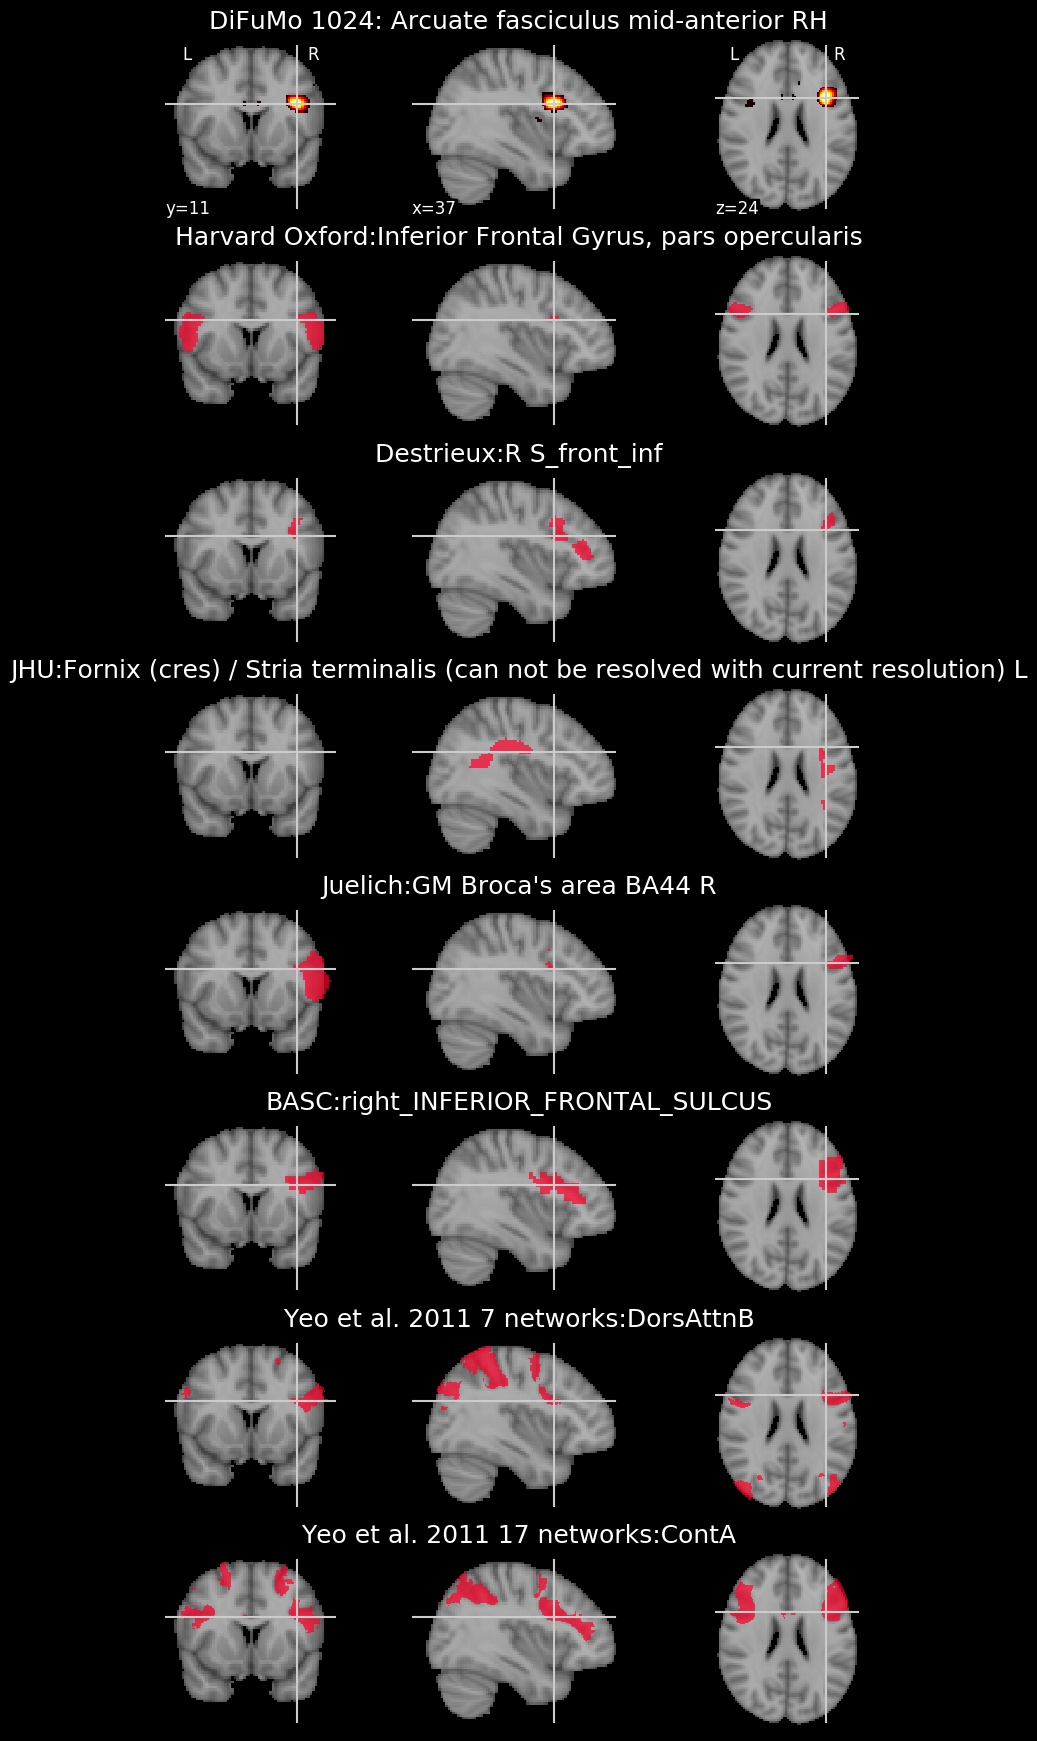 DiFuMo 1024: Arcuate fasciculus mid-anterior RH
L R L R
y=11 x=37 z=24
Harvard Oxford:Inferior Frontal Gyrus, pars opercularis
Destrieux:R S_front_inf
JHU:Fornix (cres) / Stria terminalis (can not be resolved with current resolution) L
Juelich:GM Broca's area BA44 R
BASC:right_INFERIOR_FRONTAL_SULCUS
Yeo et al. 2011 7 networks:DorsAttnB
Yeo et al. 2011 17 networks:ContA